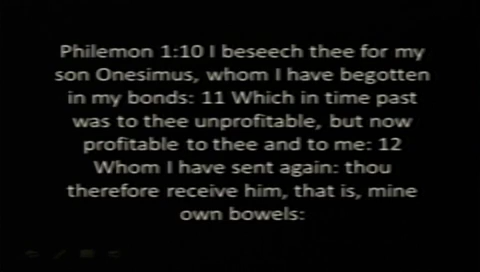 Philemon 1:10 I beseech thee for my
son Onesimus, whom I have begotten
in my bonds: 11 Which in time past
was to thee unprofitable, but now
profitable to thee and to me: 12
Whom I have sent again: thou
therefore receive him, that is, mine
own bowels: